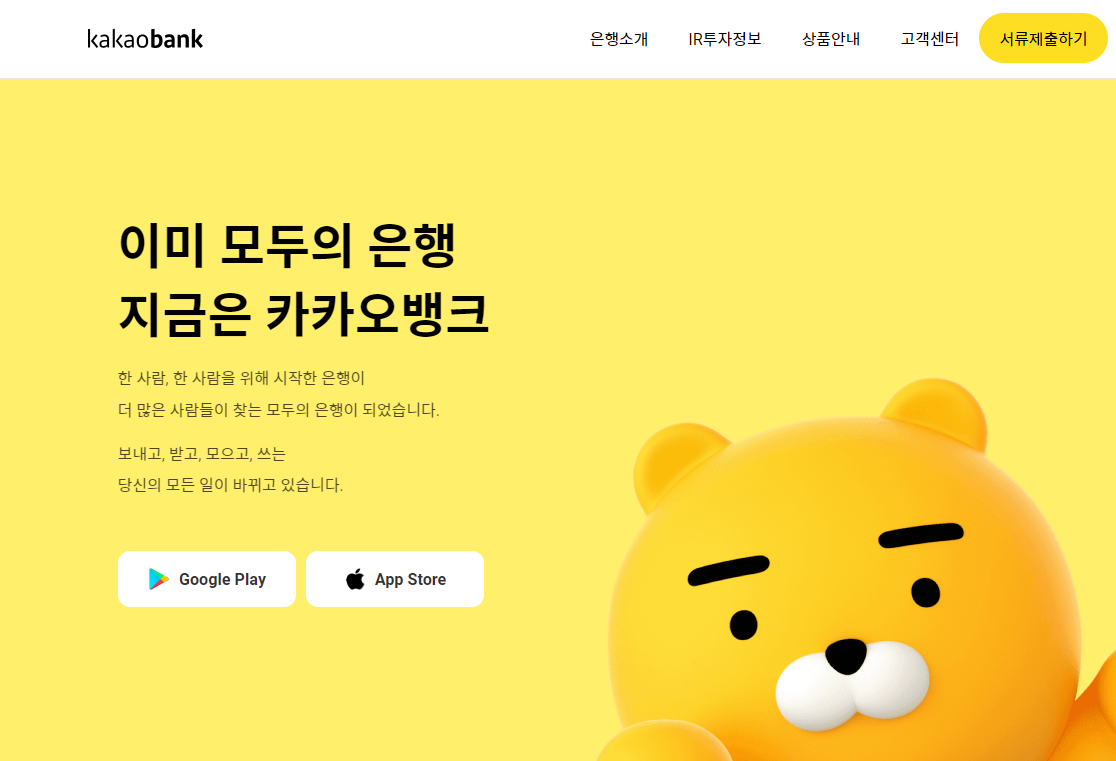 kakaobank
은행소개
IR투자정보
상품안내
고객센터
서류제출하기
이미 모두의 은행
지금은 카카오뱅크
한 사람, 한 사람을 위해 시작한 은행이
더 많은 사람들이 찾는 모두의 은행이 되었습니다.
보내고, 받고, 모으고, 쓰는
당신의 모든 일이 바뀌고 있습니다.
Google Play
App Store